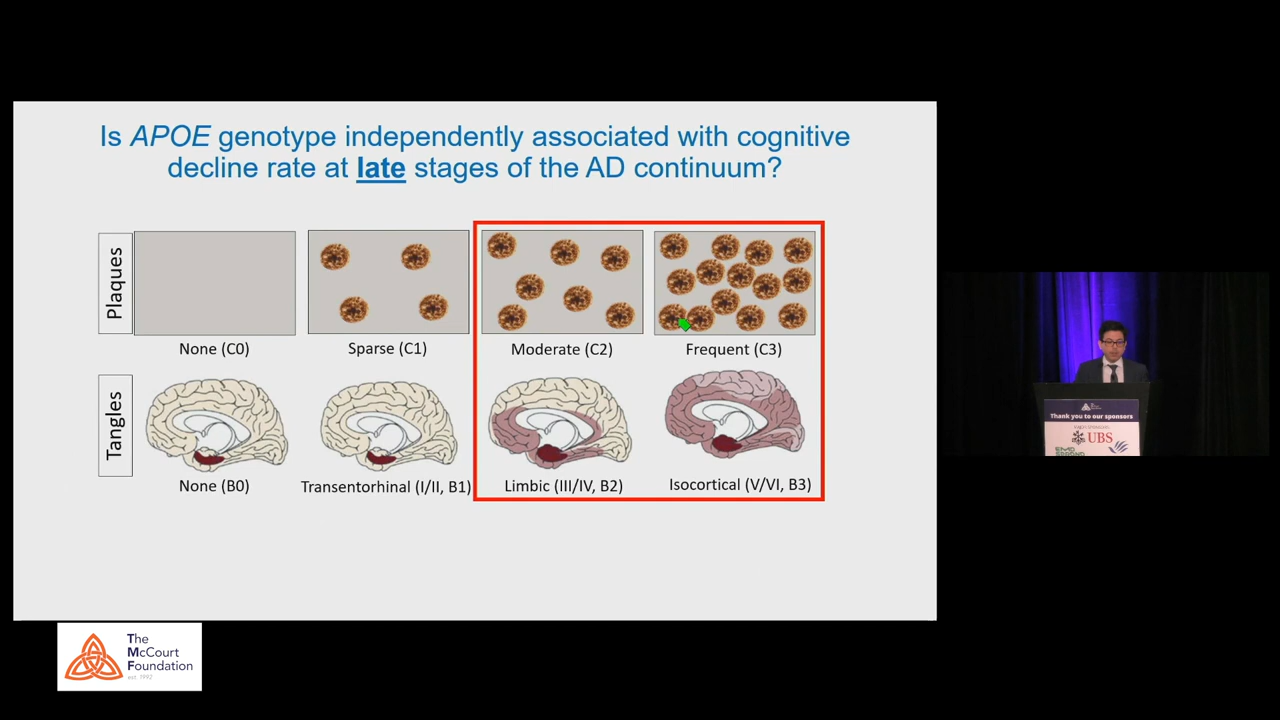 Is APOE genotype independently associated with cognitive
decline rate at late stages of the AD continuum?
Plaques
None (C0)
Sparse (C1)
Moderate (C2)
Frequent (C3)
Tangles
None (B0)
Transentorhinal (I/II, B1)
Limbic (III/IV, B2)
Isocortical (V/VI, B3)
Thank you to our sponsors
UBS
The
McCourt
Foundation
est. 1992